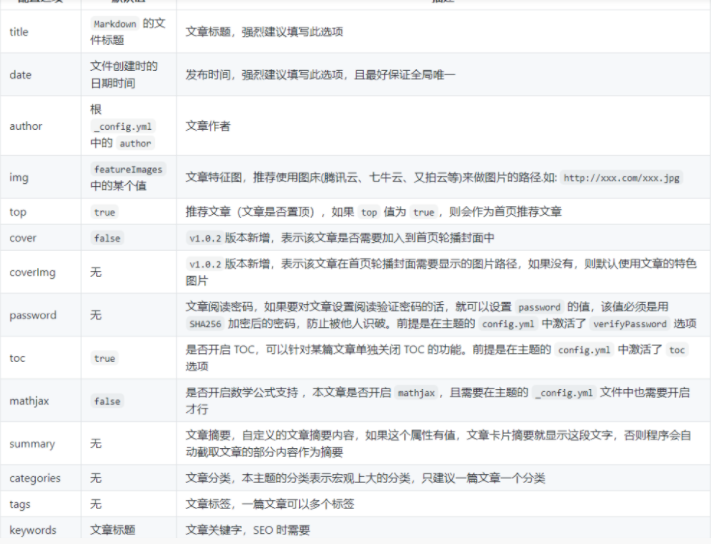 title Markdown 的文件标题 文章标题，强烈建议填写此选项
date 文件创建时的日期时间 发布时间，强烈建议填写此选项，且最好保证全局唯一
author 根 _config.yml 中的 author 文章作者
img featureImages 中的某个值 文章特征图，推荐使用图床(腾讯云、七牛云、又拍云等)来做图片的路径.如: http://xxx.com/xxx.jpg
top true 推荐文章（文章是否置顶），如果 top 值为 true，则会作为首页推荐文章
cover false v1.0.2 版本新增，表示该文章是否需要加入到首页轮播封面中
coverImg 无 v1.0.2 版本新增，表示该文章在首页轮播封面需要显示的图片路径，如果没有，则默认使用文章的特色
图片
password 无 文章阅读密码，如果要对文章设置阅读验证密码的话，就可以设置 password 的值，该值必须是用
SHA256 加密后的密码，防止被他人识破。前提是在主题的 config.yml 中激活了 verifyPassword 选项
toc true 是否开启 TOC，可以针对某篇文章单独关闭 TOC 的功能。前提是在主题的 config.yml 中激活了 toc
选项
mathjax false 是否开启数学公式支持 ，本文章是否开启 mathjax，且需要在主题的 _config.yml 文件中也需要开启
才行
summary 无 文章摘要，自定义的文章摘要内容，如果这个属性有值，文章卡片摘要就显示这段文字，否则程序会自
动截取文章的部分内容作为摘要
categories 无 文章分类，本主题的分类表示宏观上大的分类，只建议一篇文章一个分类
tags 无 文章标签，一篇文章可以多个标签
keywords 文章标题 文章关键字，SEO 时需要